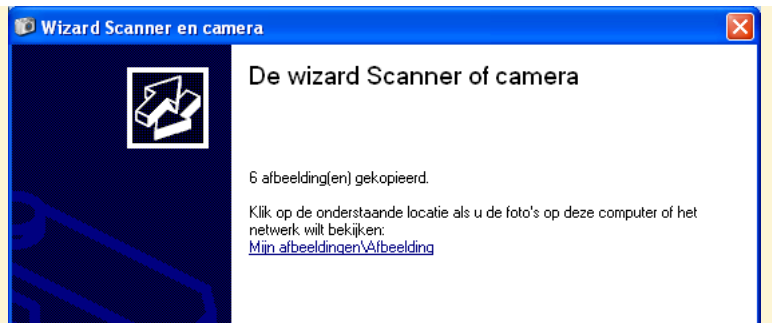 Wizard Scanner en camera
De wizard Scanner of camera
6 afbeelding(en) gekopieerd.
Klik op de onderstaande locatie als u de foto's op deze computer of het
netwerk wilt bekijken:
Mijn afbeeldingen\Afbeelding